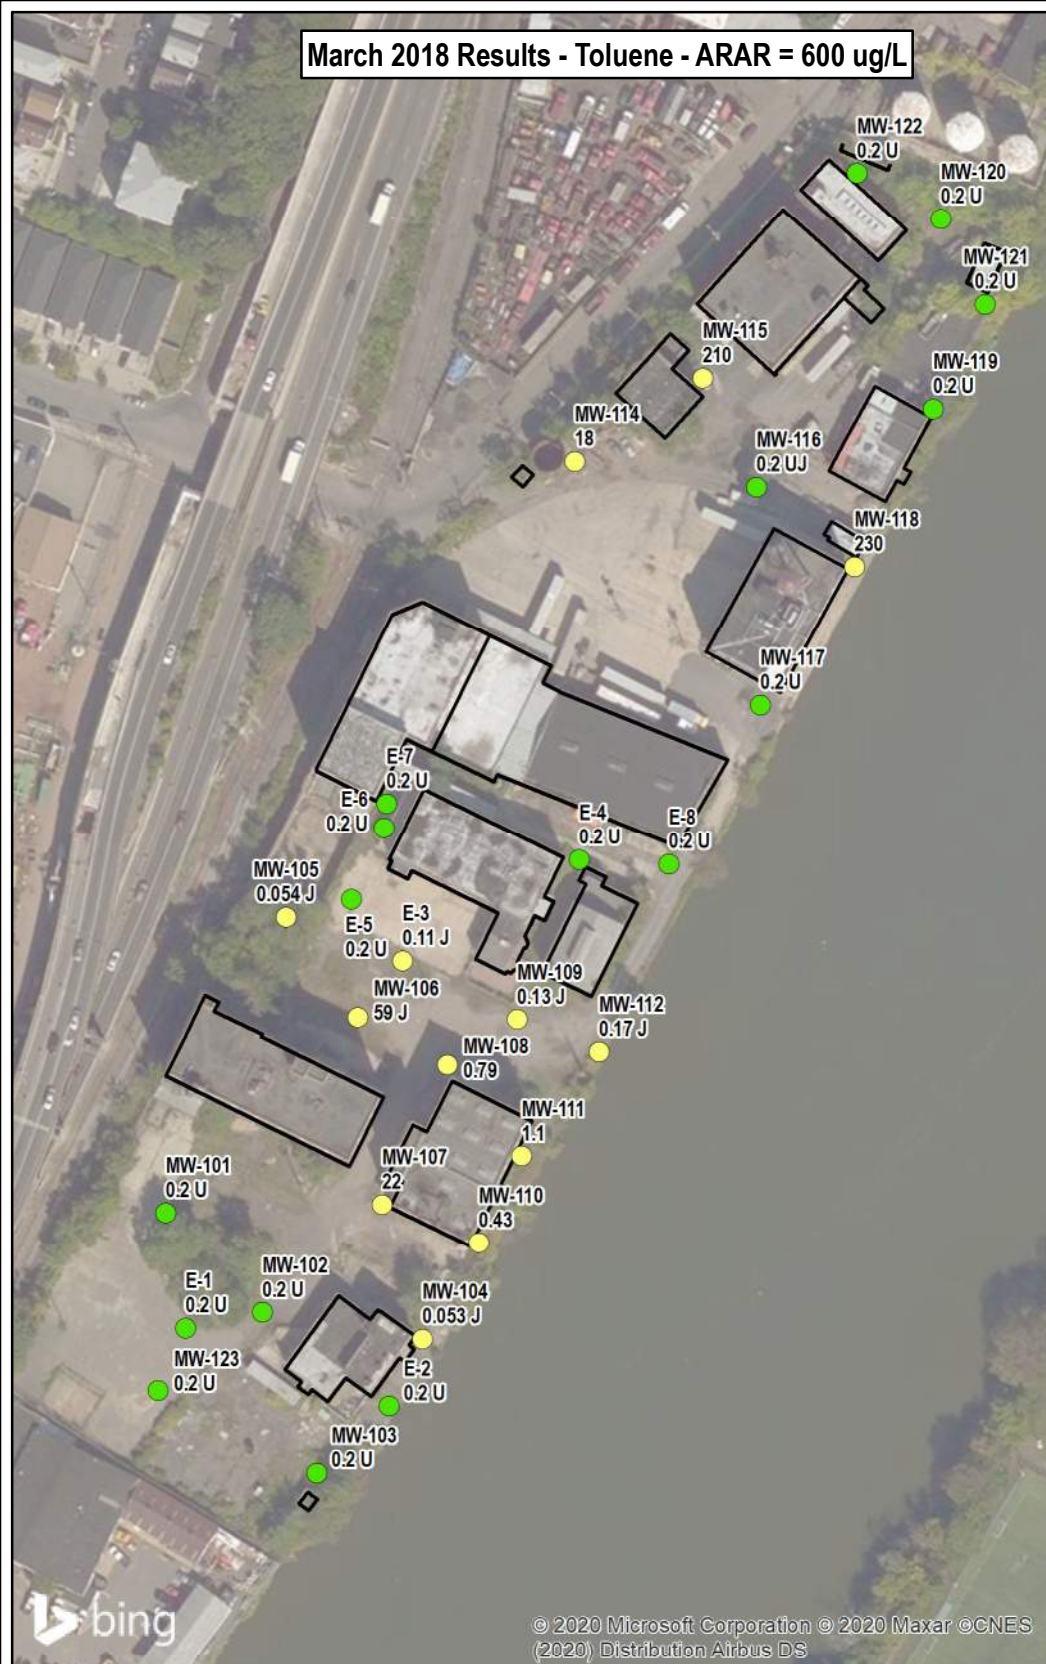 March 2018 Results - Toluene - ARAR = 600 ug/L
MW-122
0.2 U
MW-120
0.2 U
MW-121
0.2 U
MW-115
210
MW-119
0.2 U
MW-114
18
MW-116
0.2 UJ
MW-118
230
MW-117
0.2 U
E-7
0.2 U
E-6
0.2 U
E-4
0.2 U
E-8
0.2 U
MW-105
0.054 J
E-5
0.2 U
E-3
0.11 J
MW-109
0.13 J
MW-106
59 J
MW-112
0.17 J
MW-108
0.79
MW-111
1.1
MW-107
22
MW-101
0.2 U
MW-110
0.43
MW-102
0.2 U
E-1
0.2 U
MW-104
0.053 J
MW-123
0.2 U
E-2
0.2 U
MW-103
0.2 U
bing
© 2020 Microsoft Corporation © 2020 Maxar ©CNES
(2020) Distribution Airbus DS